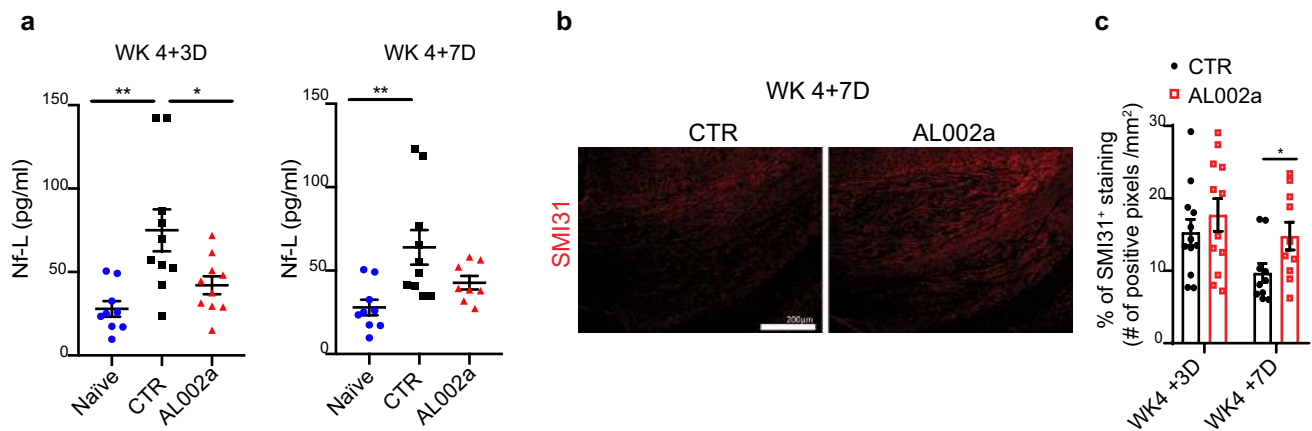 a
WK 4+3D
** *
150
100
50
0
Nf-L (pg/ml)
Naïve
CTR
AL002a
WK 4+7D
**
150
100
50
0
Nf-L (pg/ml)
Naïve
CTR
AL002a
b
WK 4+7D
CTR AL002a
SMI31
200µm
c
CTR
AL002a
% of SMI31+ staining
(# of positive pixels /mm²)
30
20
10
0
*
WK4 +3D
WK4 +7D